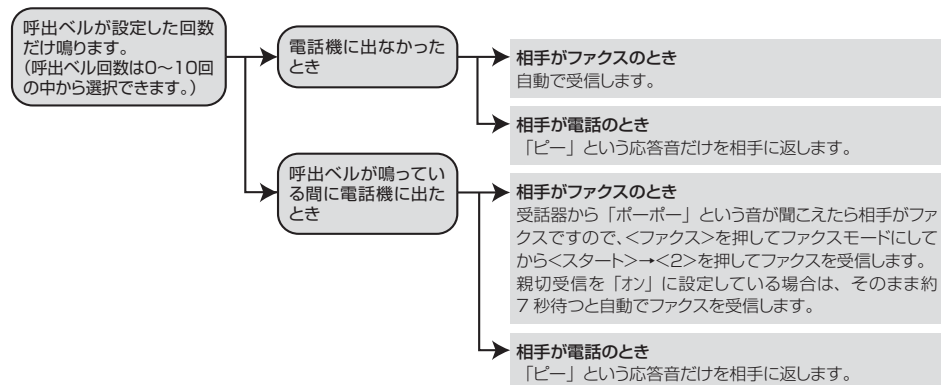 呼出ベルが設定した回数
だけ鳴ります。
（呼出ベル回数は0～10回
の中から選択できます。）
電話機に出なかった
とき
相手がファクスのとき
自動で受信します。
相手が電話のとき
「ピー」という応答音だけを相手に返します。
呼出ベルが鳴ってい
る間に電話機に出た
とき
相手がファクスのとき
受話器から「ポーポー」という音が聞こえたら相手がファ
クスですので、<ファクス>を押してファクスモードにして
から<スタート>→<2>を押してファクスを受信します。
親切受信を「オン」に設定している場合は、そのまま約
7秒待つと自動でファクスを受信します。
相手が電話のとき
「ピー」という応答音だけを相手に返します。